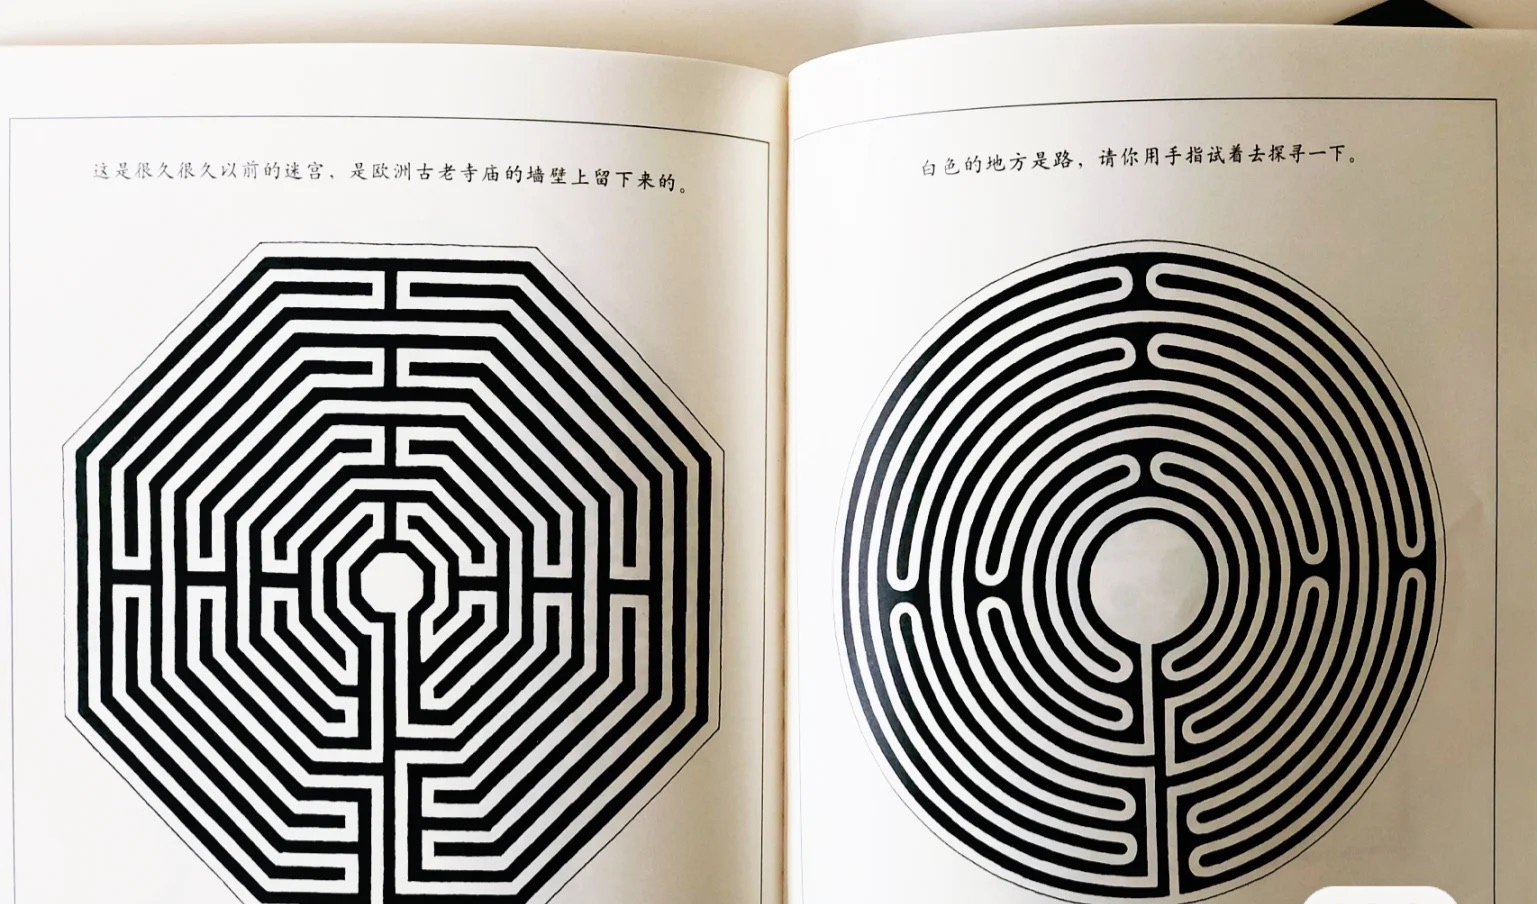 这是很久很久以前的迷宫，是欧洲古老寺庙的墙壁上留下来的。
白色的地方是路，请你用手指试着去探寻一下。